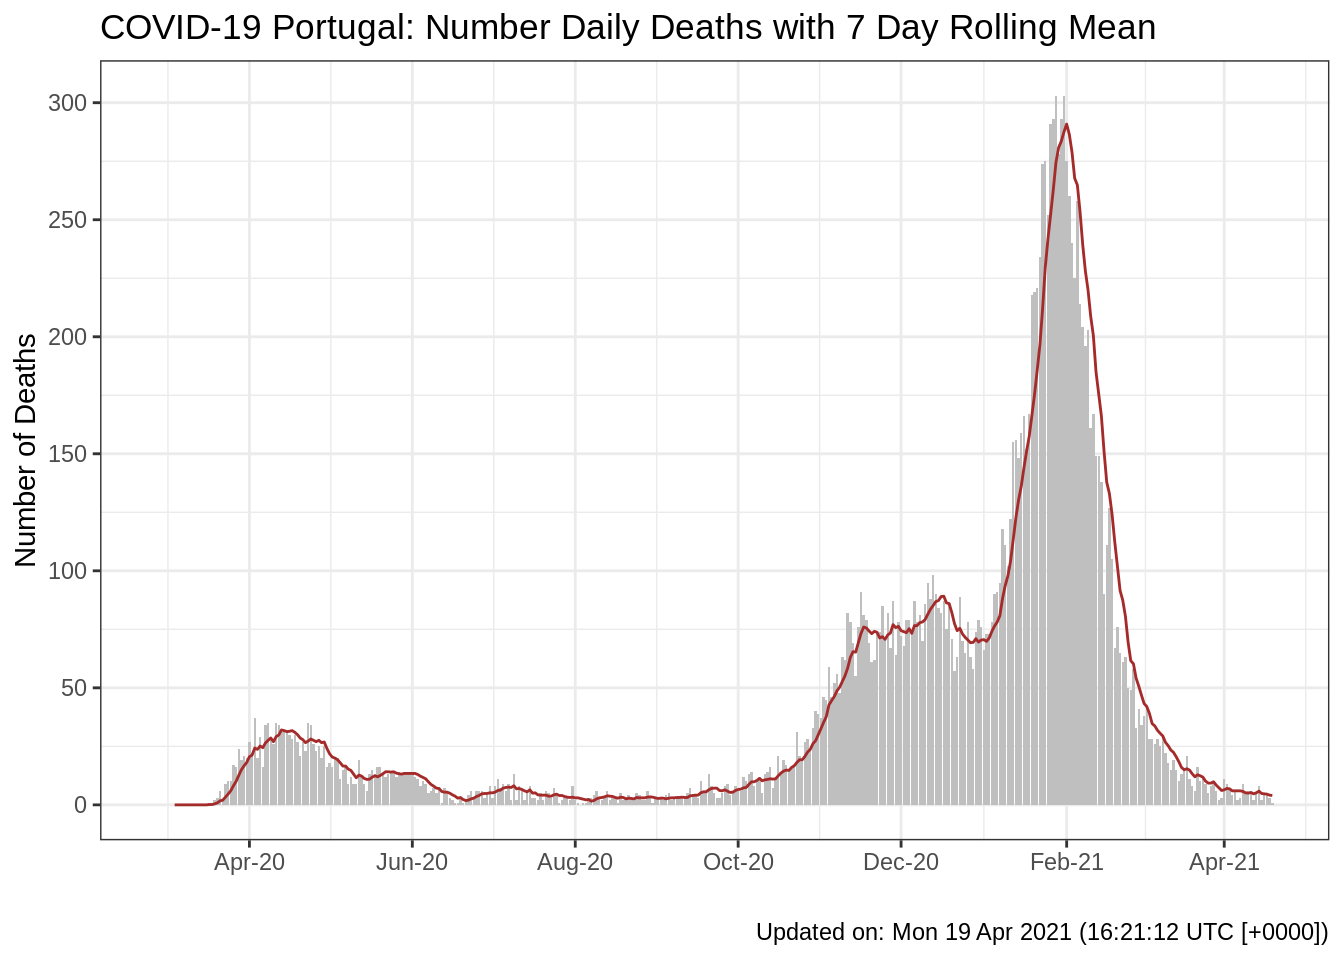 COVID-19 Portugal: Number Daily Deaths with 7 Day Rolling Mean
Number of Deaths
300
250
200
150
100
50
0
Apr-20
Jun-20
Aug-20
Oct-20
Dec-20
Feb-21
Apr-21
Updated on: Mon 19 Apr 2021 (16:21:12 UTC [+0000])